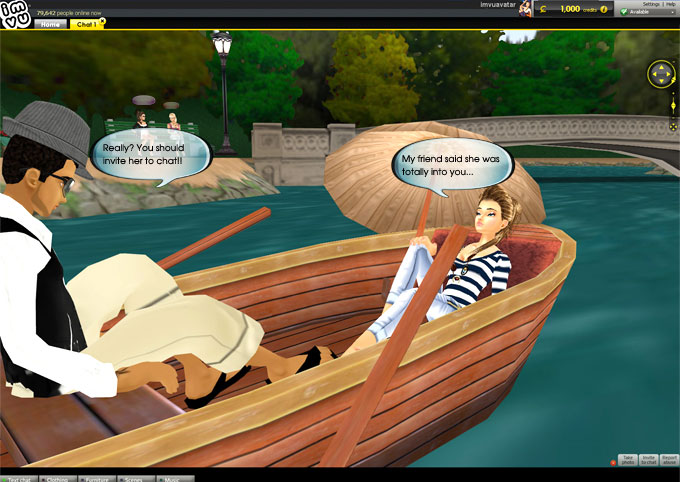 imvu
79,642 people online now
imvuavatar
1,000 credits
Settings | Help
Available
Home
Chat 1
Really? You should
invite her to chat!!
My friend said she was
totally into you...
Take
photo
Invite
to chat
Report
abuse
Text chat
Clothing
Furniture
Scenes
Music